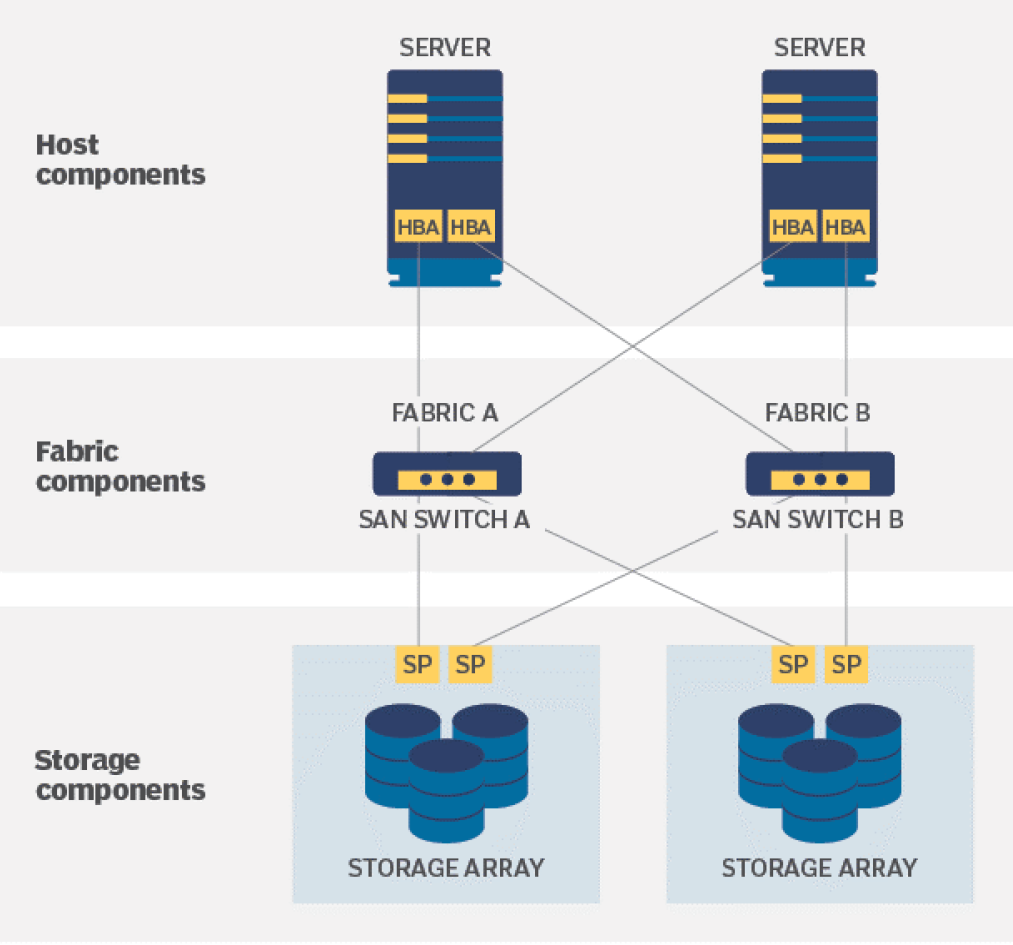 SERVER
SERVER
Host
components
HBA HBA
HBA HBA
FABRIC A
FABRIC B
Fabric
components
SAN SWITCH A
SAN SWITCH B
SP SP
SP SP
Storage
components
STORAGE ARRAY
STORAGE ARRAY